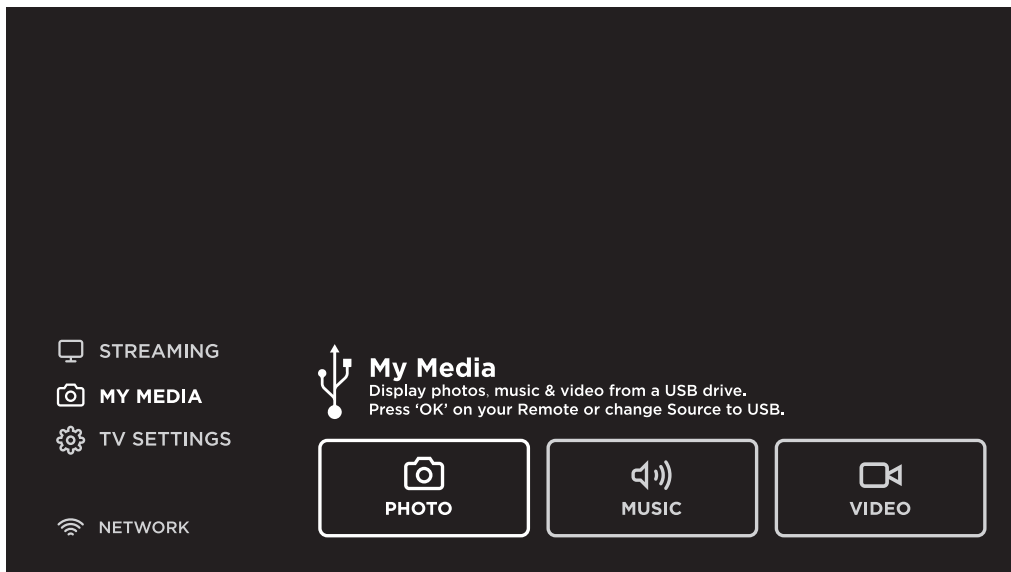 STREAMING
MY MEDIA
TV SETTINGS
NETWORK
My Media
Display photos, music & video from a USB drive.
Press ‘OK’ on your Remote or change Source to USB.
PHOTO
MUSIC
VIDEO